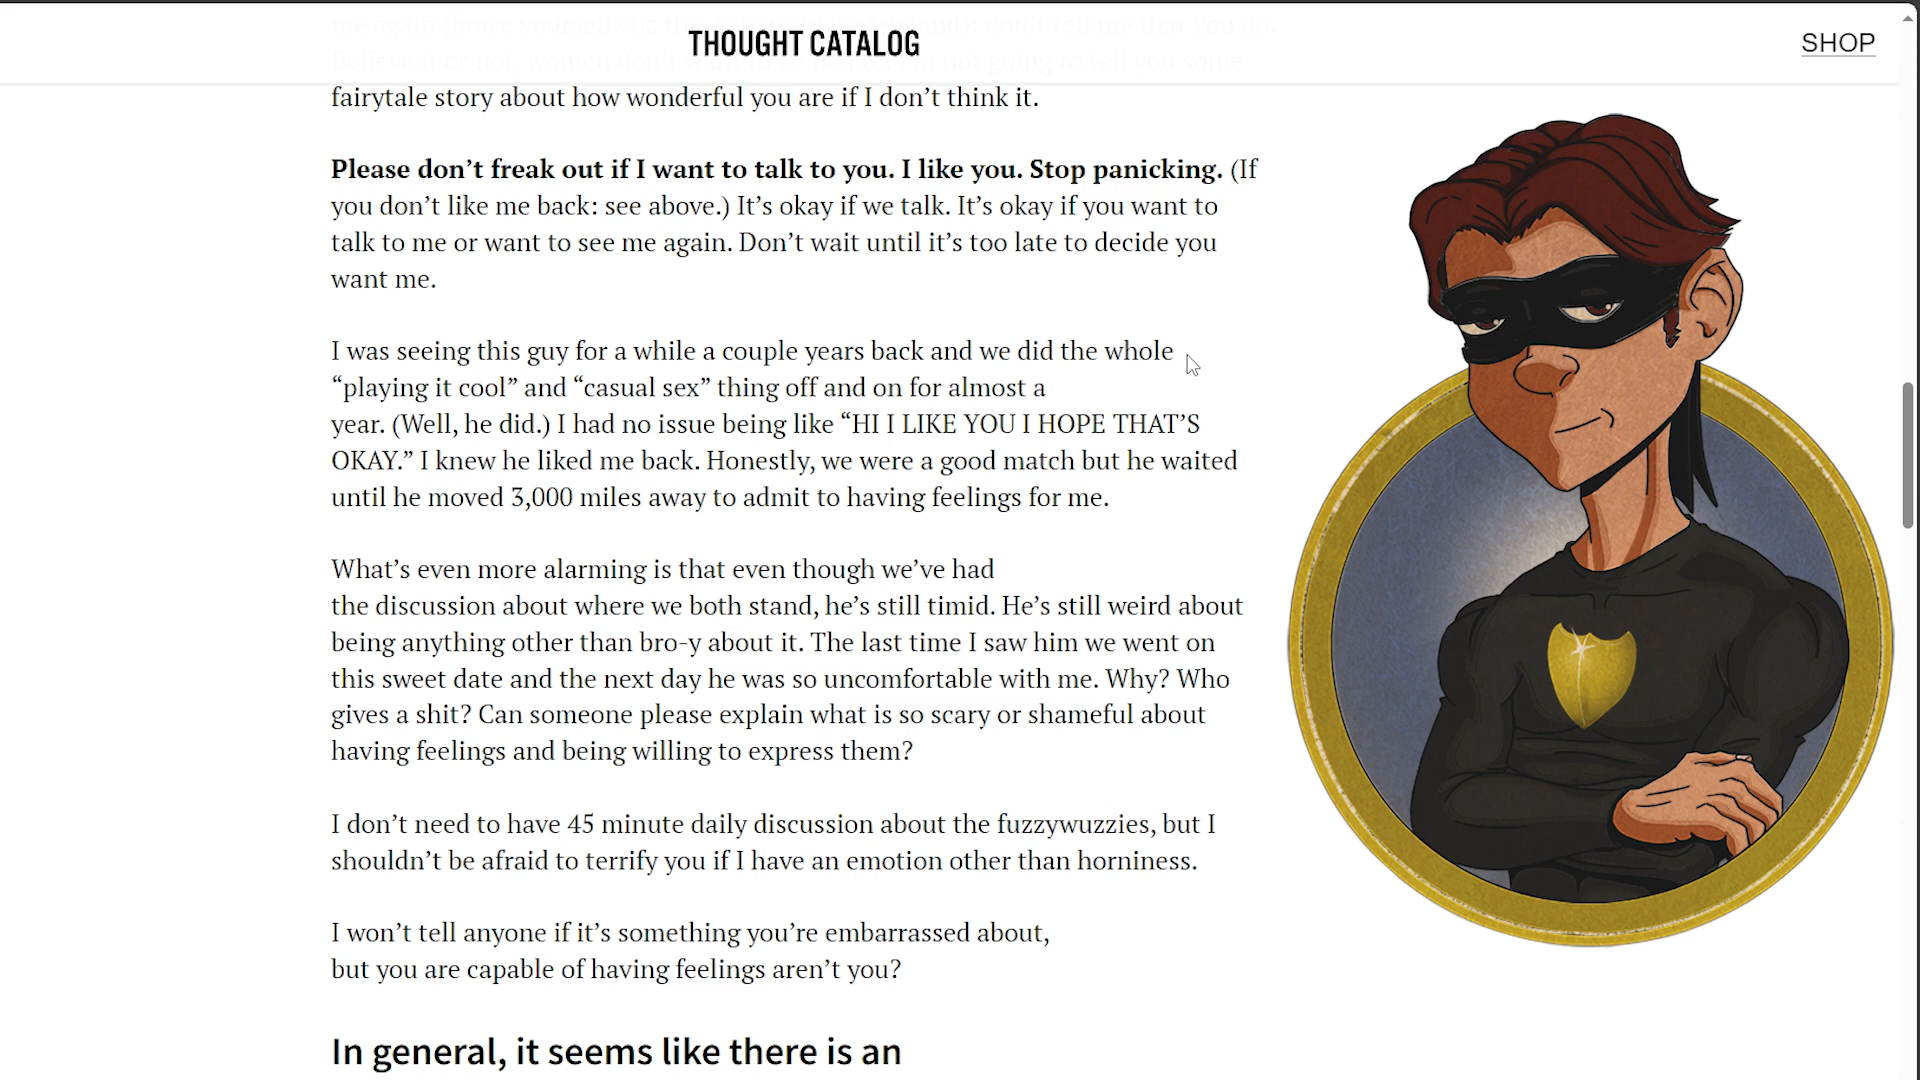 THOUGHT CATALOG
SHOP
fairytale story about how wonderful you are if I don’t think it.
Please don’t freak out if I want to talk to you. I like you. Stop panicking. (If
you don’t like me back: see above.) It’s okay if we talk. It’s okay if you want to
talk to me or want to see me again. Don’t wait until it’s too late to decide you
want me.
I was seeing this guy for a while a couple years back and we did the whole
“playing it cool” and “casual sex” thing off and on for almost a
year. (Well, he did.) I had no issue being like “HI I LIKE YOU I HOPE THAT’S
OKAY.” I knew he liked me back. Honestly, we were a good match but he waited
until he moved 3,000 miles away to admit to having feelings for me.
What’s even more alarming is that even though we’ve had
the discussion about where we both stand, he’s still timid. He’s still weird about
being anything other than bro-y about it. The last time I saw him we went on
this sweet date and the next day he was so uncomfortable with me. Why? Who
gives a shit? Can someone please explain what is so scary or shameful about
having feelings and being willing to express them?
I don’t need to have 45 minute daily discussion about the fuzzywuzzies, but I
shouldn’t be afraid to terrify you if I have an emotion other than horniness.
I won’t tell anyone if it’s something you’re embarrassed about,
but you are capable of having feelings aren’t you?
In general, it seems like there is an